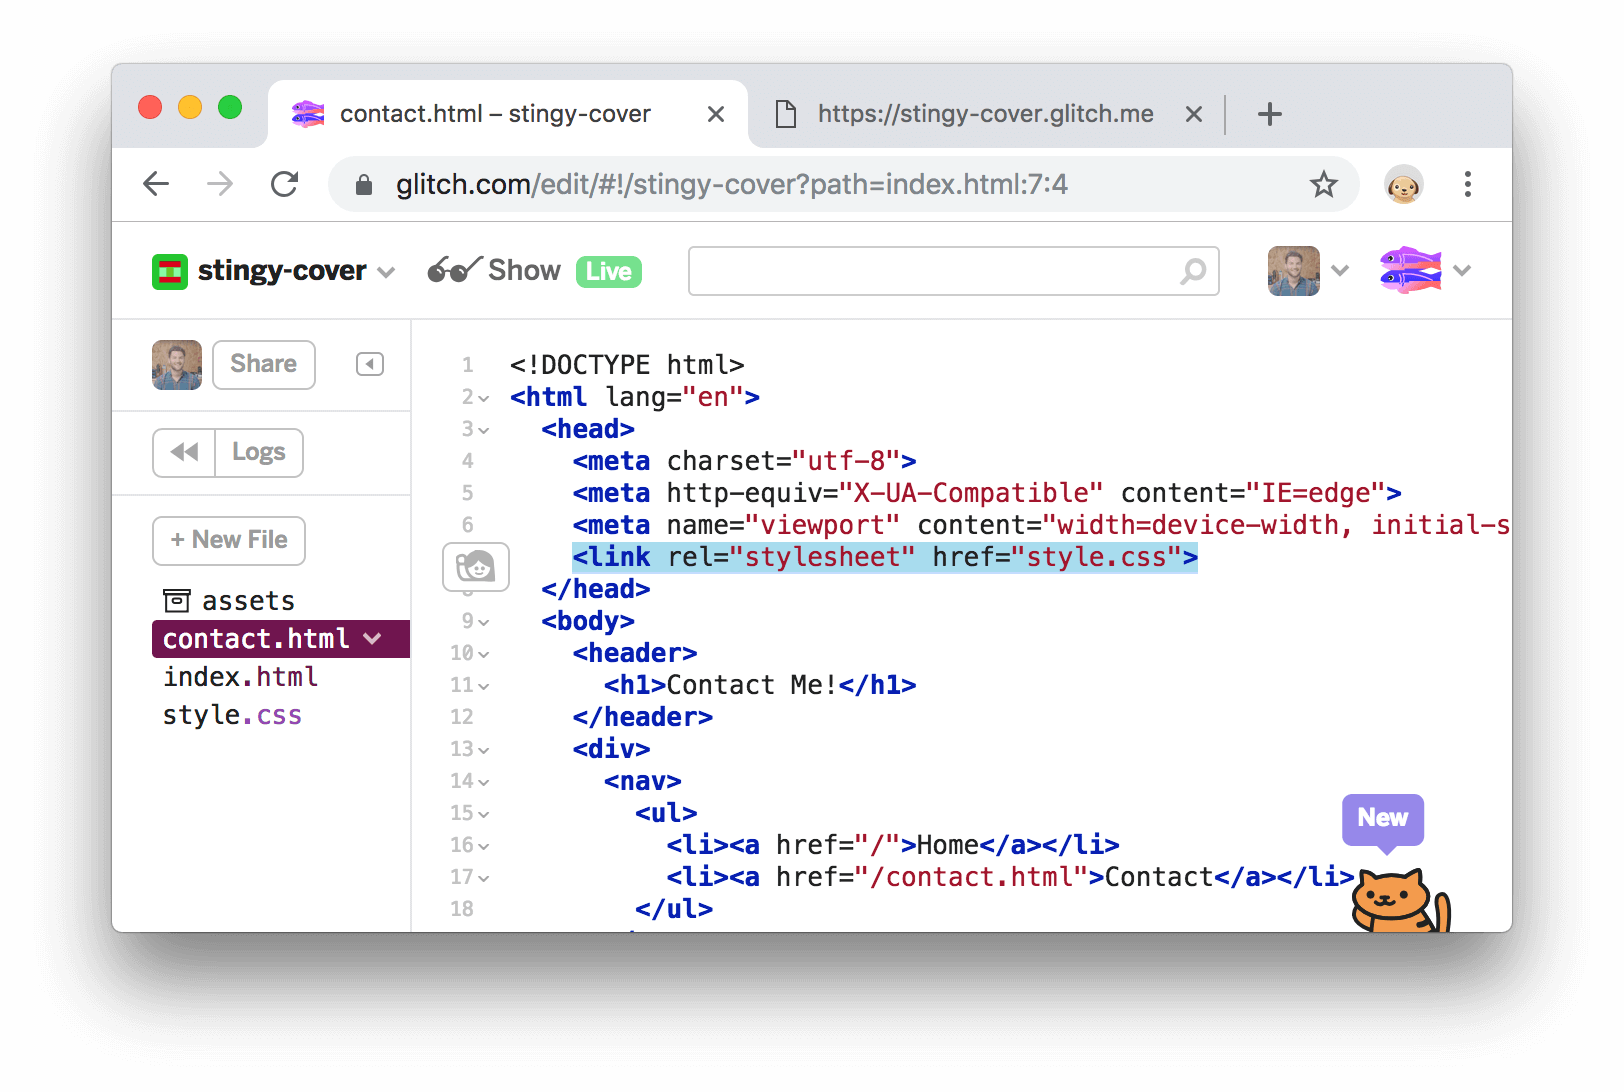 contact.html – stingy-cover
https://stingy-cover.glitch.me
glitch.com/edit/#!/stingy-cover?path=index.html:7:4
stingy-cover
Show
Live
Share
Logs
+ New File
assets
contact.html
index.html
style.css
1 <!DOCTYPE html>
2 <html lang="en">
3 <head>
4 <meta charset="utf-8">
5 <meta http-equiv="X-UA-Compatible" content="IE=edge">
6 <meta name="viewport" content="width=device-width, initial-s
<link rel="stylesheet" href="style.css">
</head>
9 <body>
10 <header>
11 <h1>Contact Me!</h1>
12 </header>
13 <div>
14 <nav>
15 <ul>
16 <li><a href="/">Home</a></li>
17 <li><a href="/contact.html">Contact</a></li>
18 </ul>
New